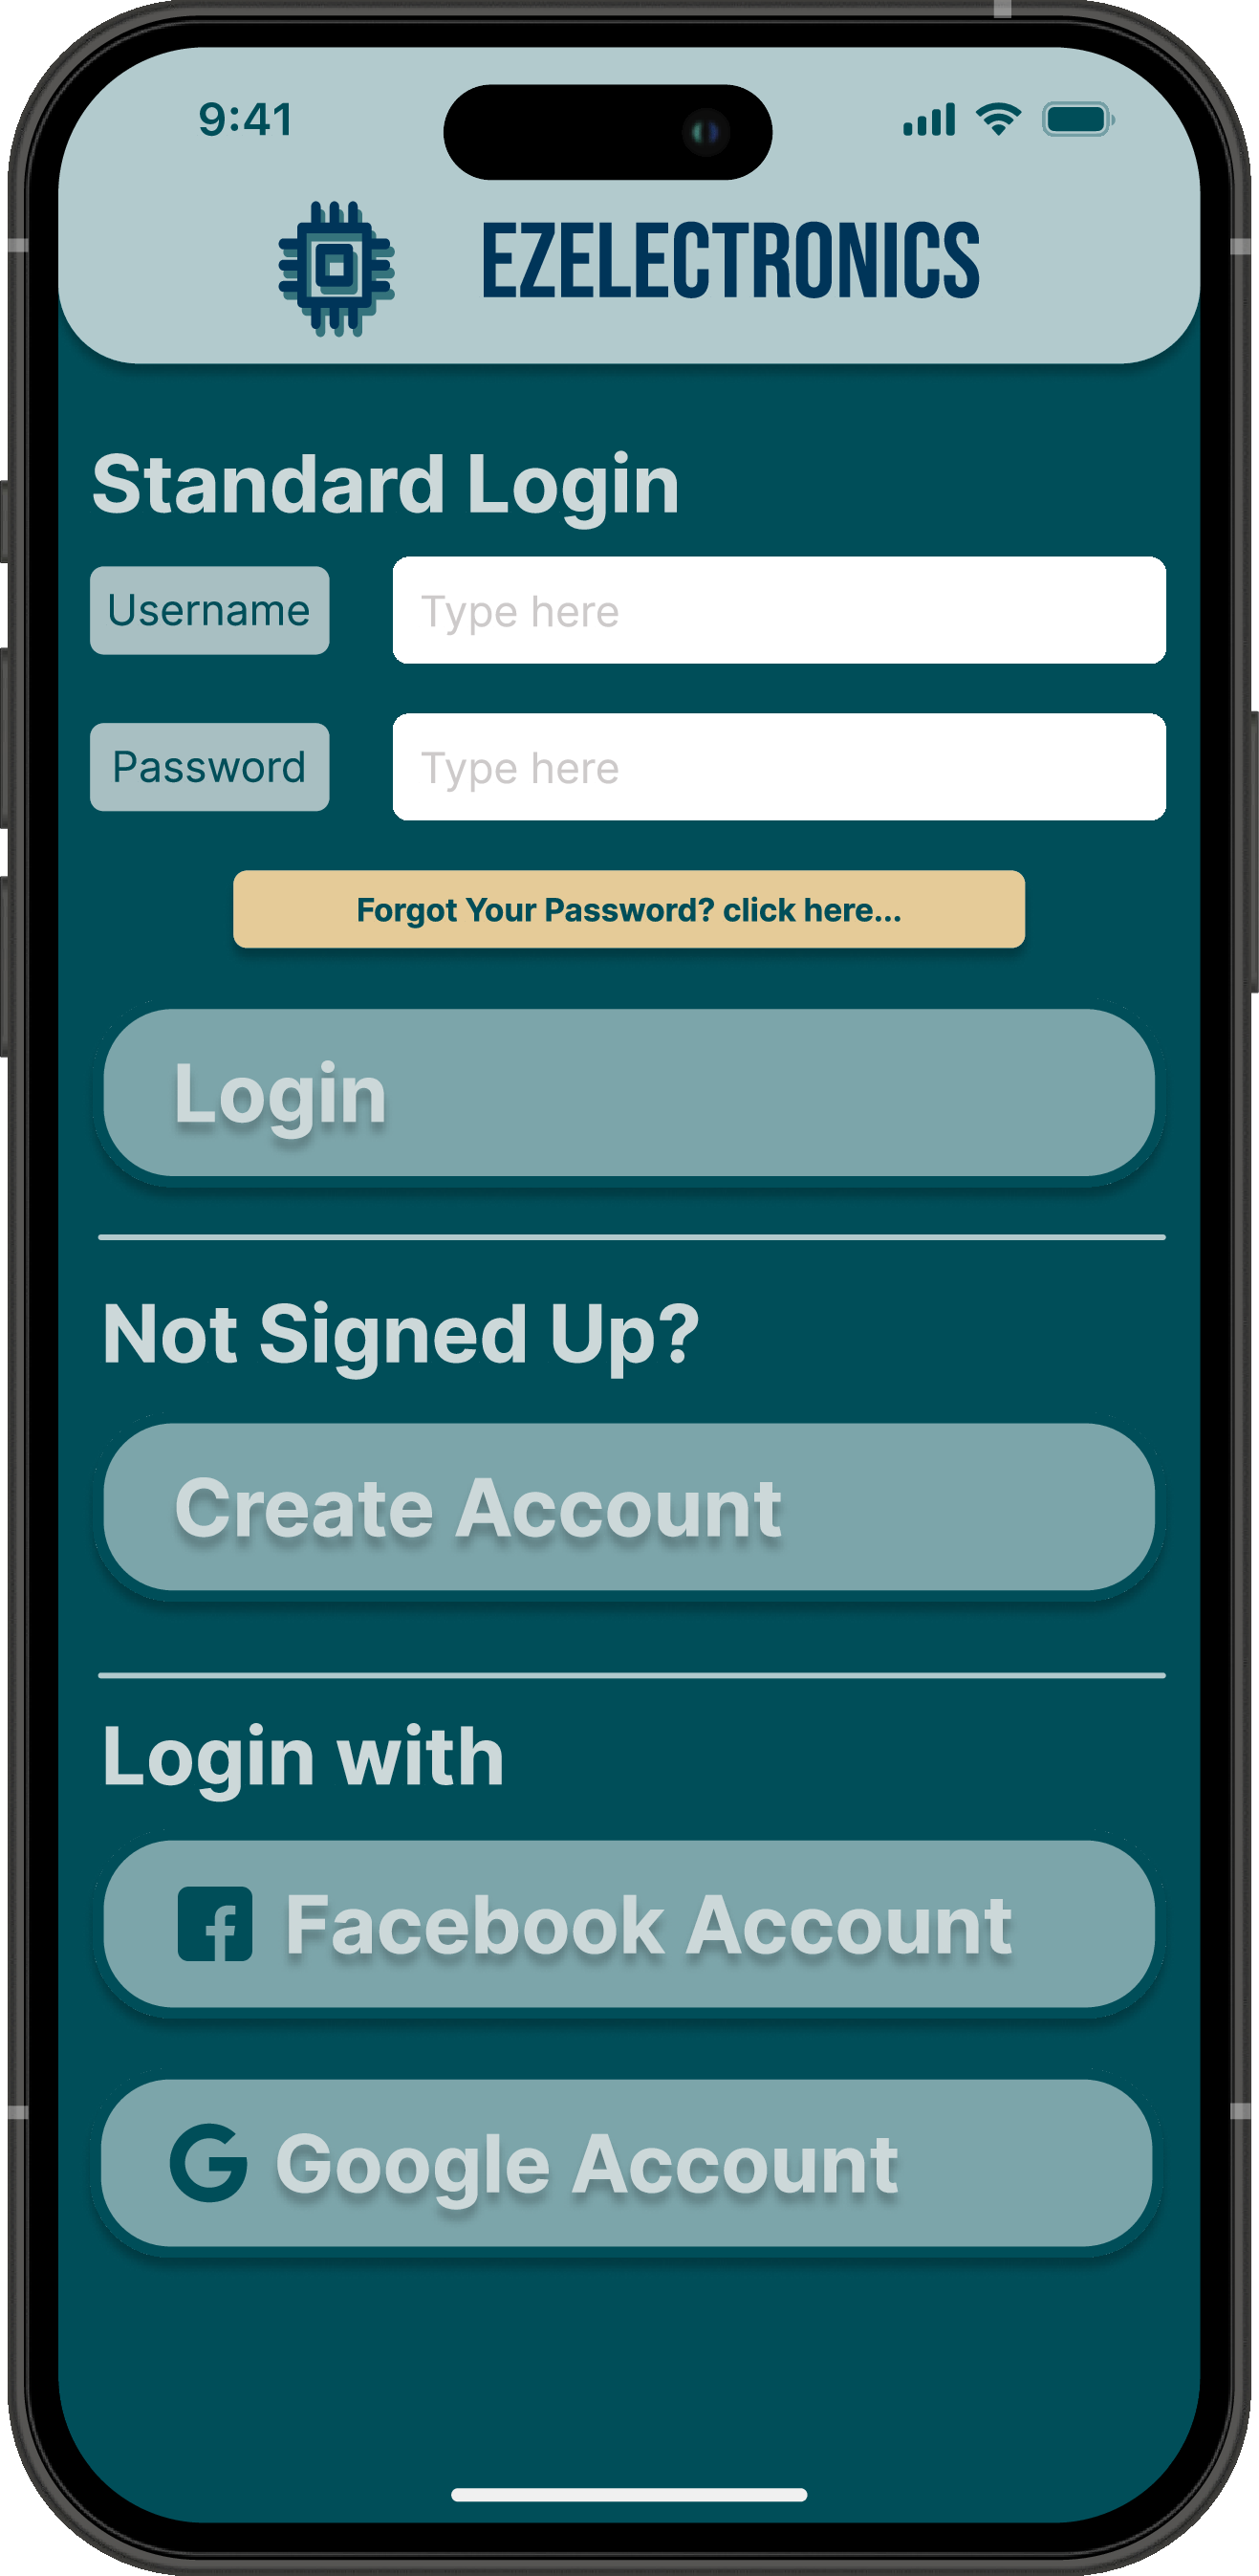 9:41
EZELECTRONICS
Standard Login
Username
Type here
Password
Type here
Forgot Your Password? click here...
Login
Not Signed Up?
Create Account
Login with
Facebook Account
Google Account